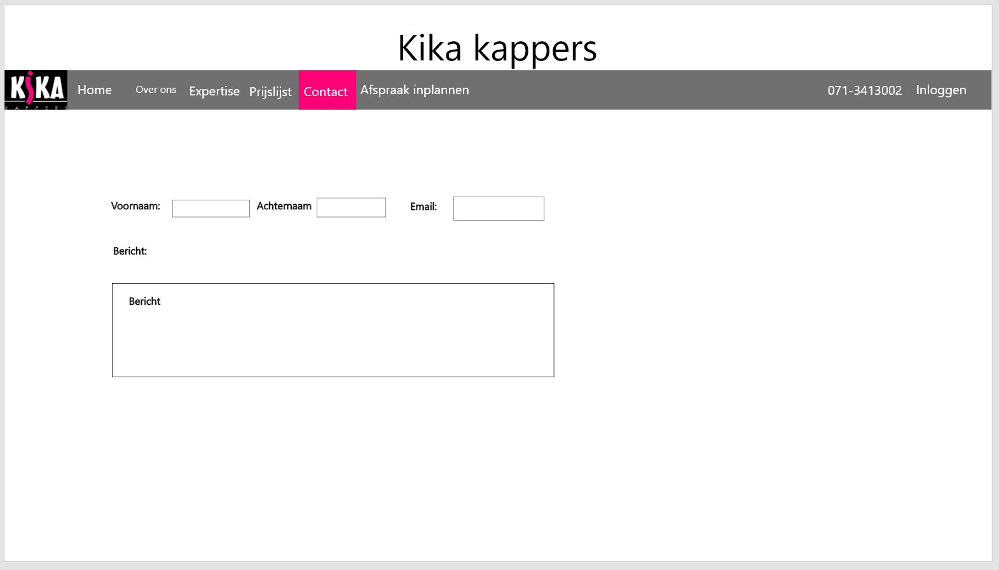 Kika kappers
KiKA
KAPPERS
Home Over ons Expertise Prijslijst Contact Afspraak inplannen 071-3413002 Inloggen
Voornaam: Achternaam Email:
Bericht:
Bericht